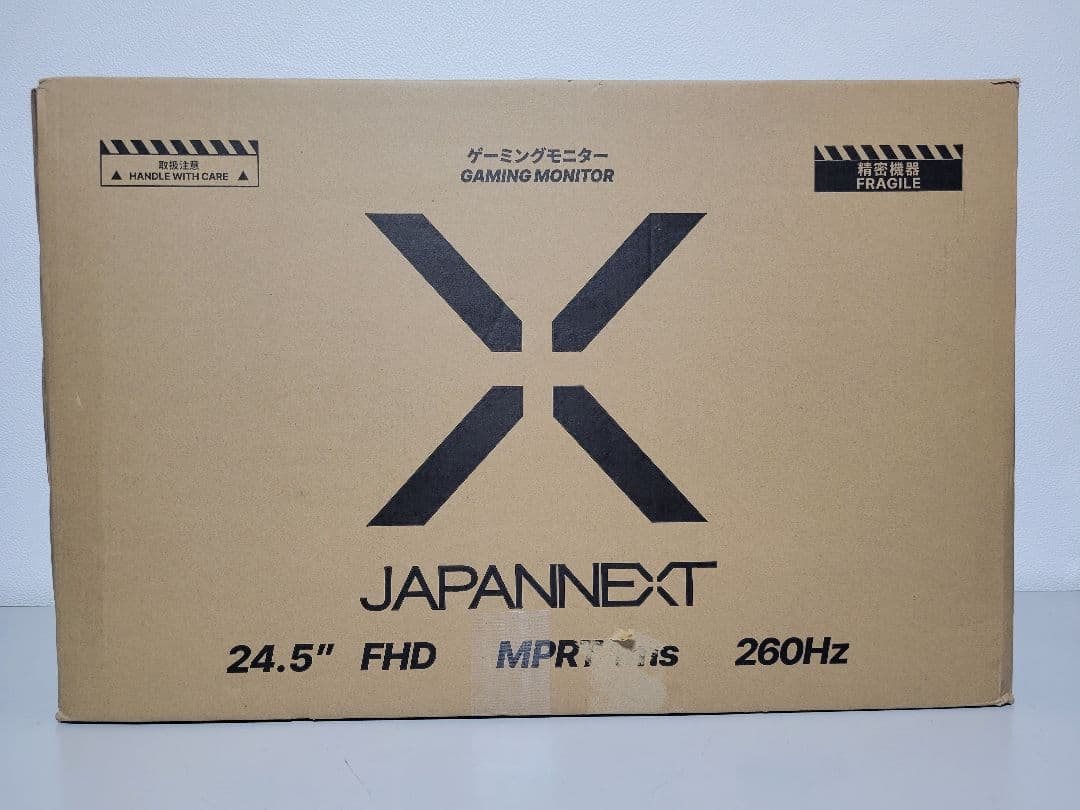 取扱注意
HANDLE WITH CARE
ゲーミングモニター
GAMING MONITOR
精密機器
FRAGILE
JAPANNEXT
24.5" FHD MPRT 260Hz